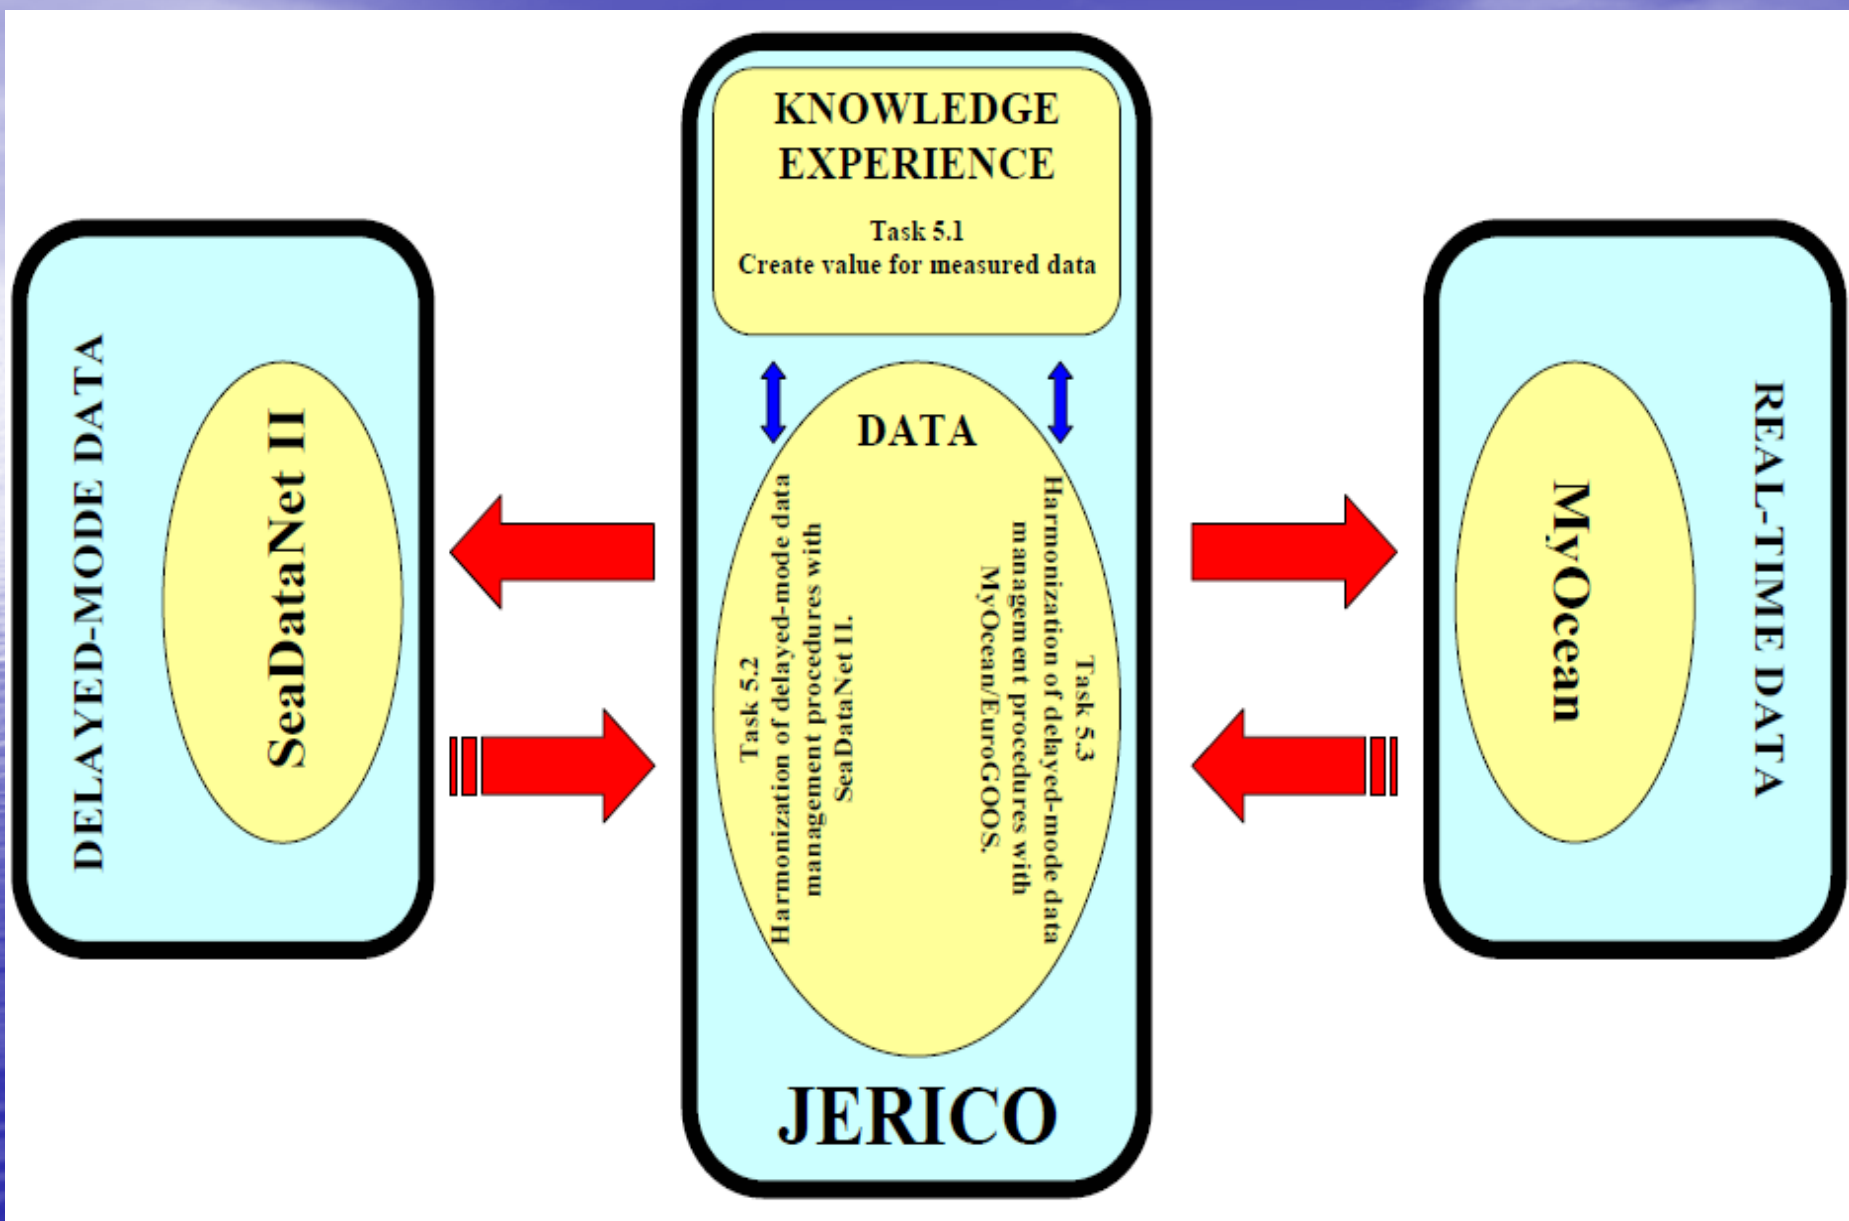 DELAYED-MODE DATA
SeaDataNet II
KNOWLEDGE
EXPERIENCE
Task 5.1
Create value for measured data
DATA
Task 5.2
Harmonization of delayed-mode data
management procedures with
SeaDataNet II.
Task 5.3
Harmonization of delayed-mode data
management procedures with
MyOcean/EuroGOOS.
JERICO
MyOcean
REAL-TIME DATA